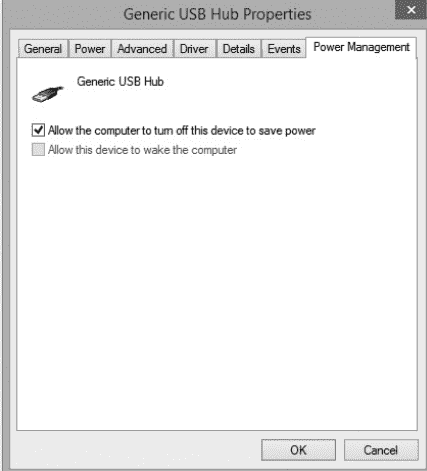 Generic USB Hub Properties
General Power Advanced Driver Details Events Power Management
Generic USB Hub
Allow the computer to turn off this device to save power
Allow this device to wake the computer
OK Cancel